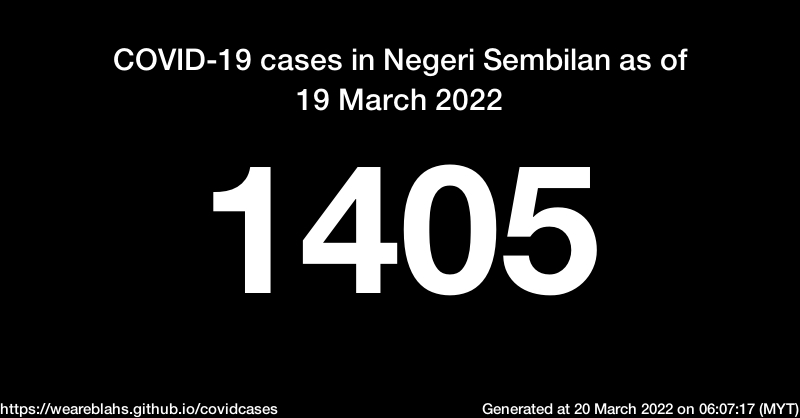 COVID-19 cases in Negeri Sembilan as of
19 March 2022
1405
https://weareblahs.github.io/covidcases
Generated at 20 March 2022 on 06:07:17 (MYT)